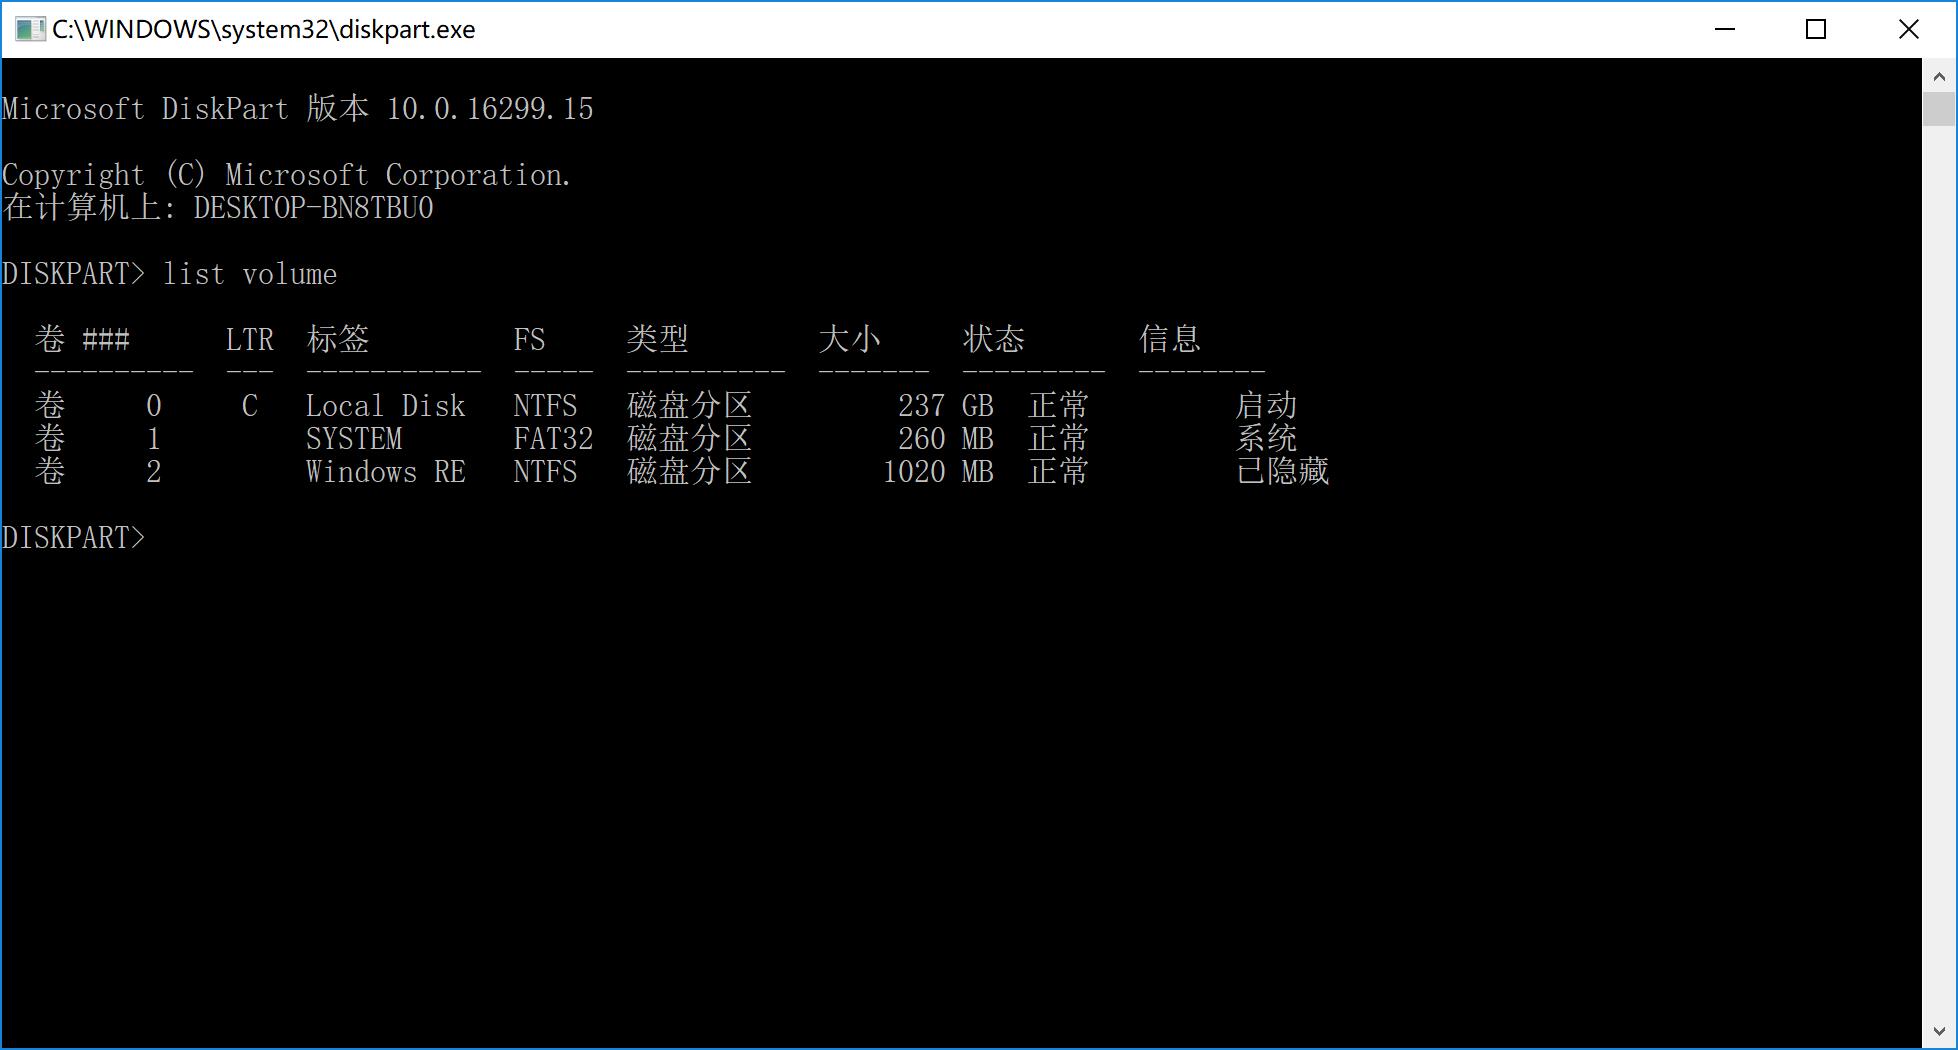 C:\WINDOWS\system32\diskpart.exe
Microsoft DiskPart 版本 10.0.16299.15
Copyright (C) Microsoft Corporation.
在计算机上: DESKTOP-BN8TBU0
DISKPART> list volume
卷 ###      LTR  标签         FS     类型        大小     状态       信息
----------  ---  -----------  -----  ----------  -------  ---------  --------
卷     0     C   Local Disk   NTFS   磁盘分区         237 GB  正常         启动
卷     1         SYSTEM       FAT32  磁盘分区         260 MB  正常         系统
卷     2         Windows RE   NTFS   磁盘分区        1020 MB  正常         已隐藏
DISKPART>